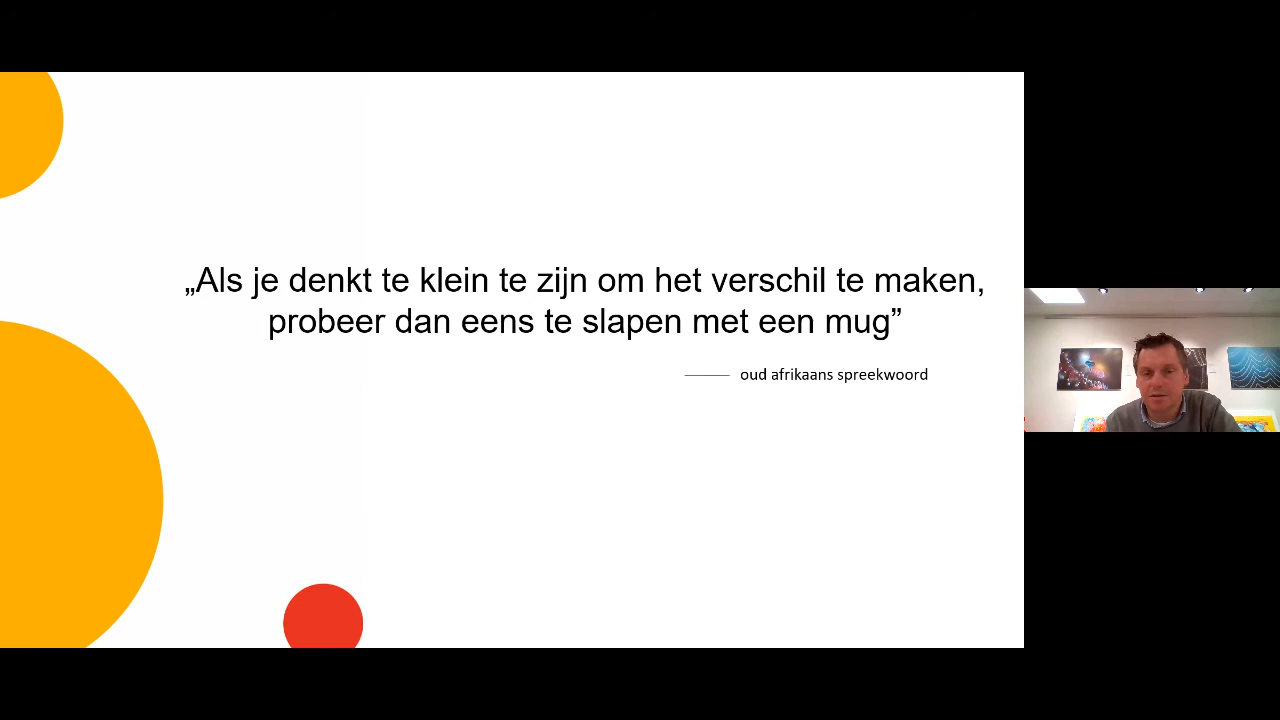 „Als je denkt te klein te zijn om het verschil te maken,
probeer dan eens te slapen met een mug”
oud afrikaans spreekwoord